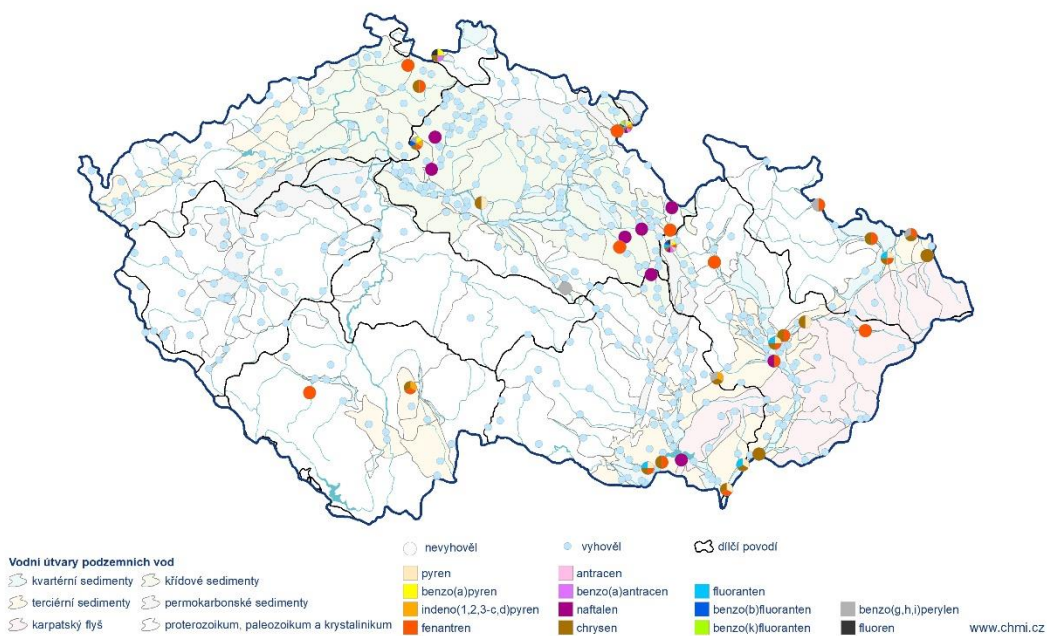 nevyhověl
vyhověl
dílčí povodí
Vodní útvary podzemních vod
kvartérní sedimenty
křídové sedimenty
terciérní sedimenty
permokarbonské sedimenty
karpatský flyš
proterozoikum, paleozoikum a krystalinikum
pyren
benzo(a)pyren
indeno(1,2,3-c,d)pyren
fenantren
antracen
benzo(a)antracen
naftalen
chrysen
fluoranten
benzo(b)fluoranten
benzo(k)fluoranten
benzo(g,h,i)perylen
fluoren
www.chmi.cz